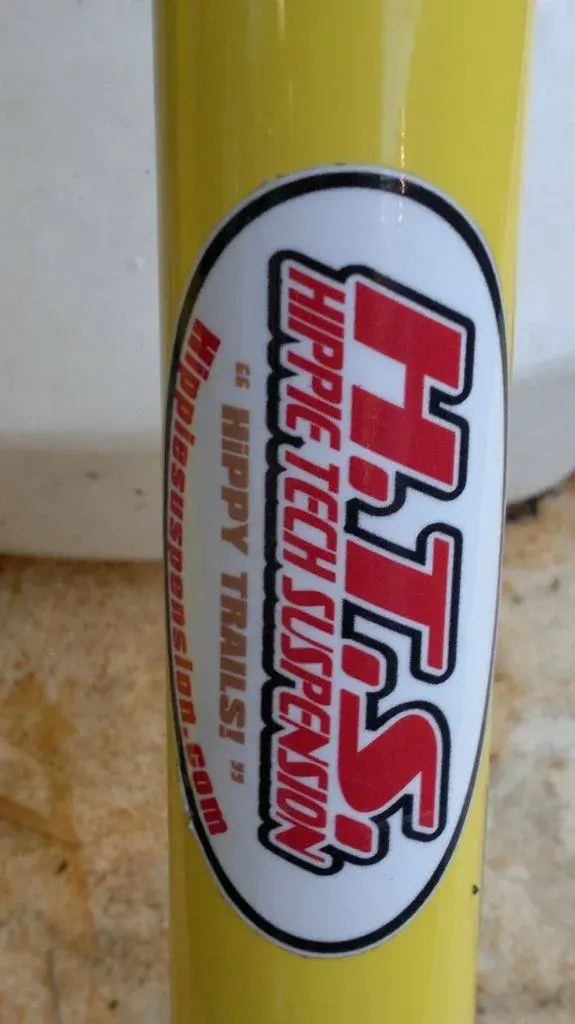 H.T.S.
HIPPIE TECH SUSPENSION
“ HiPPY TRAiLS! ”
Hippiesuspension.com